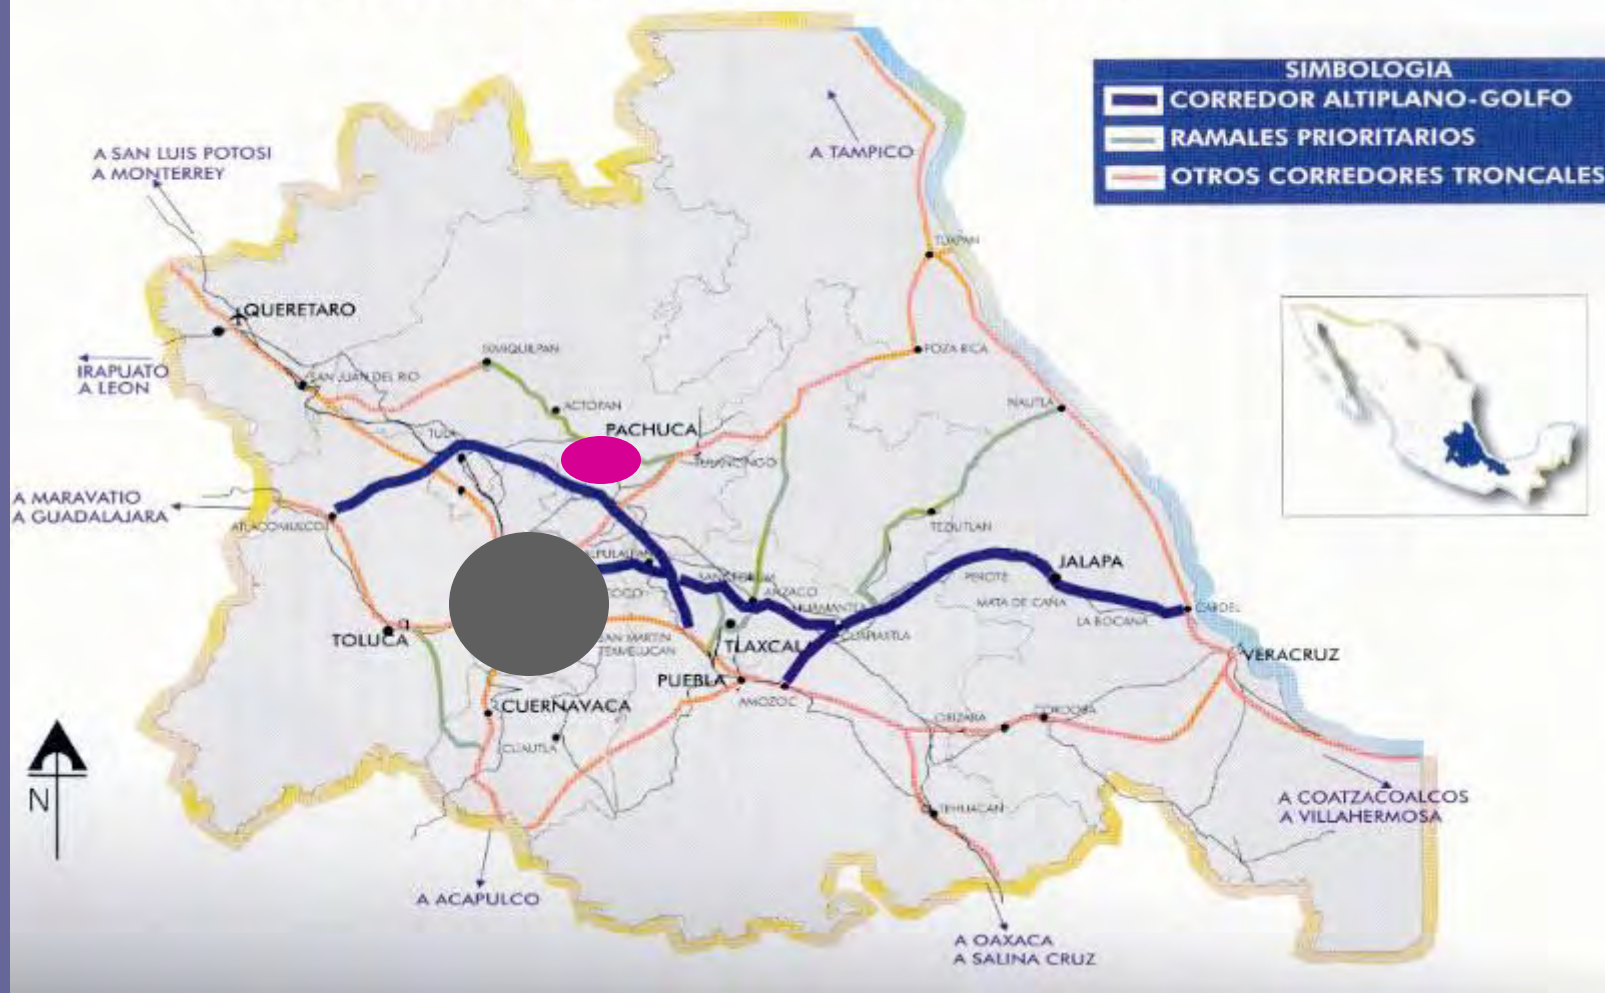 SIMBOLOGIA
CORREDOR ALTIPLANO-GOLFO
RAMALES PRIORITARIOS
OTROS CORREDORES TRONCALES
A SAN LUIS POTOSI
A MONTERREY
A TAMPICO
TUXPAN
QUERETARO
IXMIQUILPAN
POZA RICA
IRAPUATO
A LEON
SAN JUAN DEL RIO
ACTOPAN
NAUTLA
TULA
PACHUCA
TULANCINGO
A MARAVATIO
A GUADALAJARA
ATLACOMULCO
TEZIUTLAN
JALAPA
PEROTE
MATA DE CAÑA
HUAMANTLA
CARDEL
LA BOCANA
TOLUCA
SAN MARTIN
TEXMELUCAN
TLAXCAL
CUAPIAXTLA
VERACRUZ
PUEBLA
AMOZOC
CUERNAVACA
ORIZABA
CORDOBA
CUAUTLA
TEHUACAN
A COATZACOALCOS
A VILLAHERMOSA
N
A ACAPULCO
A OAXACA
A SALINA CRUZ